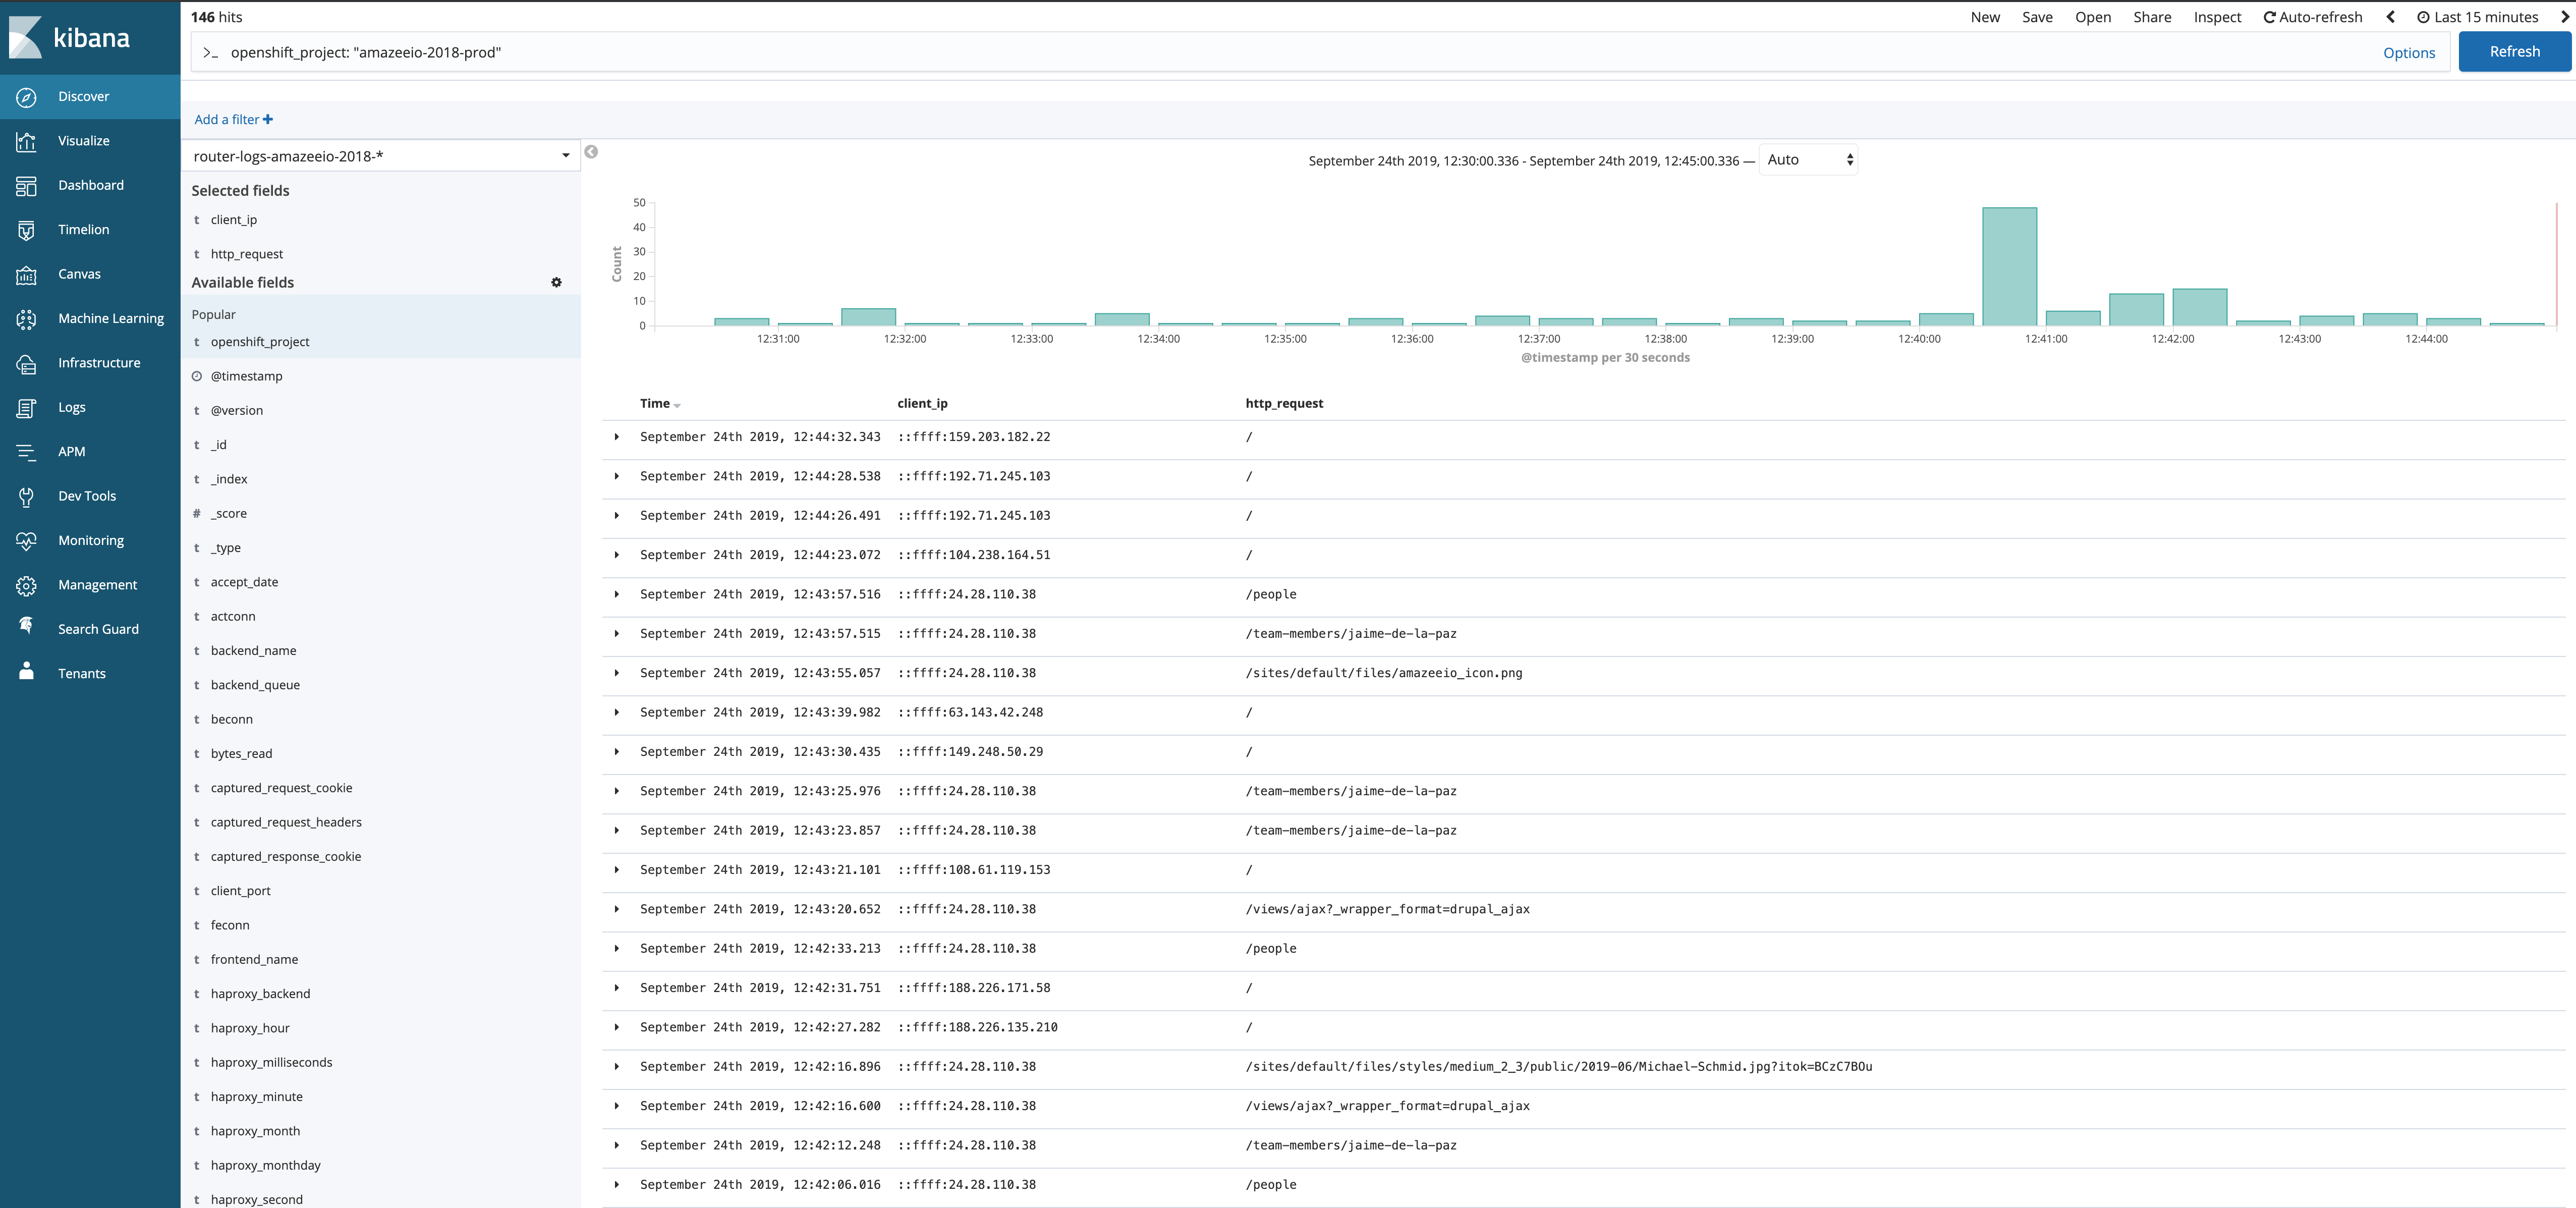 146 hits
New Save Open Share Inspect Auto-refresh Last 15 minutes
kibana
>_ openshift_project: "amazeeio-2018-prod"
Options
Refresh
Discover
Visualize
Dashboard
Timelion
Canvas
Machine Learning
Infrastructure
Logs
APM
Dev Tools
Monitoring
Management
Search Guard
Tenants
Add a filter +
router-logs-amazeeio-2018-*
Selected fields
t client_ip
t http_request
Available fields
Popular
t openshift_project
@timestamp
t @version
t _id
t _index
# _score
t _type
t accept_date
t actconn
t backend_name
t backend_queue
t beconn
t bytes_read
t captured_request_cookie
t captured_request_headers
t captured_response_cookie
t client_port
t feconn
t frontend_name
t haproxy_backend
t haproxy_hour
t haproxy_milliseconds
t haproxy_minute
t haproxy_month
t haproxy_monthday
t haproxy_second
September 24th 2019, 12:30:00.336 - September 24th 2019, 12:45:00.336 — Auto
Count
50
40
30
20
10
0
12:31:00 12:32:00 12:33:00 12:34:00 12:35:00 12:36:00 12:37:00 12:38:00 12:39:00 12:40:00 12:41:00 12:42:00 12:43:00 12:44:00
@timestamp per 30 seconds
Time client_ip http_request
September 24th 2019, 12:44:32.343 ::ffff:159.203.182.22 /
September 24th 2019, 12:44:28.538 ::ffff:192.71.245.103 /
September 24th 2019, 12:44:26.491 ::ffff:192.71.245.103 /
September 24th 2019, 12:44:23.072 ::ffff:104.238.164.51 /
September 24th 2019, 12:43:57.516 ::ffff:24.28.110.38 /people
September 24th 2019, 12:43:57.515 ::ffff:24.28.110.38 /team-members/jaime-de-la-paz
September 24th 2019, 12:43:55.057 ::ffff:24.28.110.38 /sites/default/files/amazeeio_icon.png
September 24th 2019, 12:43:39.982 ::ffff:63.143.42.248 /
September 24th 2019, 12:43:30.435 ::ffff:149.248.50.29 /
September 24th 2019, 12:43:25.976 ::ffff:24.28.110.38 /team-members/jaime-de-la-paz
September 24th 2019, 12:43:23.857 ::ffff:24.28.110.38 /team-members/jaime-de-la-paz
September 24th 2019, 12:43:21.101 ::ffff:108.61.119.153 /
September 24th 2019, 12:43:20.652 ::ffff:24.28.110.38 /views/ajax?_wrapper_format=drupal_ajax
September 24th 2019, 12:42:33.213 ::ffff:24.28.110.38 /people
September 24th 2019, 12:42:31.751 ::ffff:188.226.171.58 /
September 24th 2019, 12:42:27.282 ::ffff:188.226.135.210 /
September 24th 2019, 12:42:16.896 ::ffff:24.28.110.38 /sites/default/files/styles/medium_2_3/public/2019-06/Michael-Schmid.jpg?itok=BCzC7BOu
September 24th 2019, 12:42:16.600 ::ffff:24.28.110.38 /views/ajax?_wrapper_format=drupal_ajax
September 24th 2019, 12:42:12.248 ::ffff:24.28.110.38 /team-members/jaime-de-la-paz
September 24th 2019, 12:42:06.016 ::ffff:24.28.110.38 /people